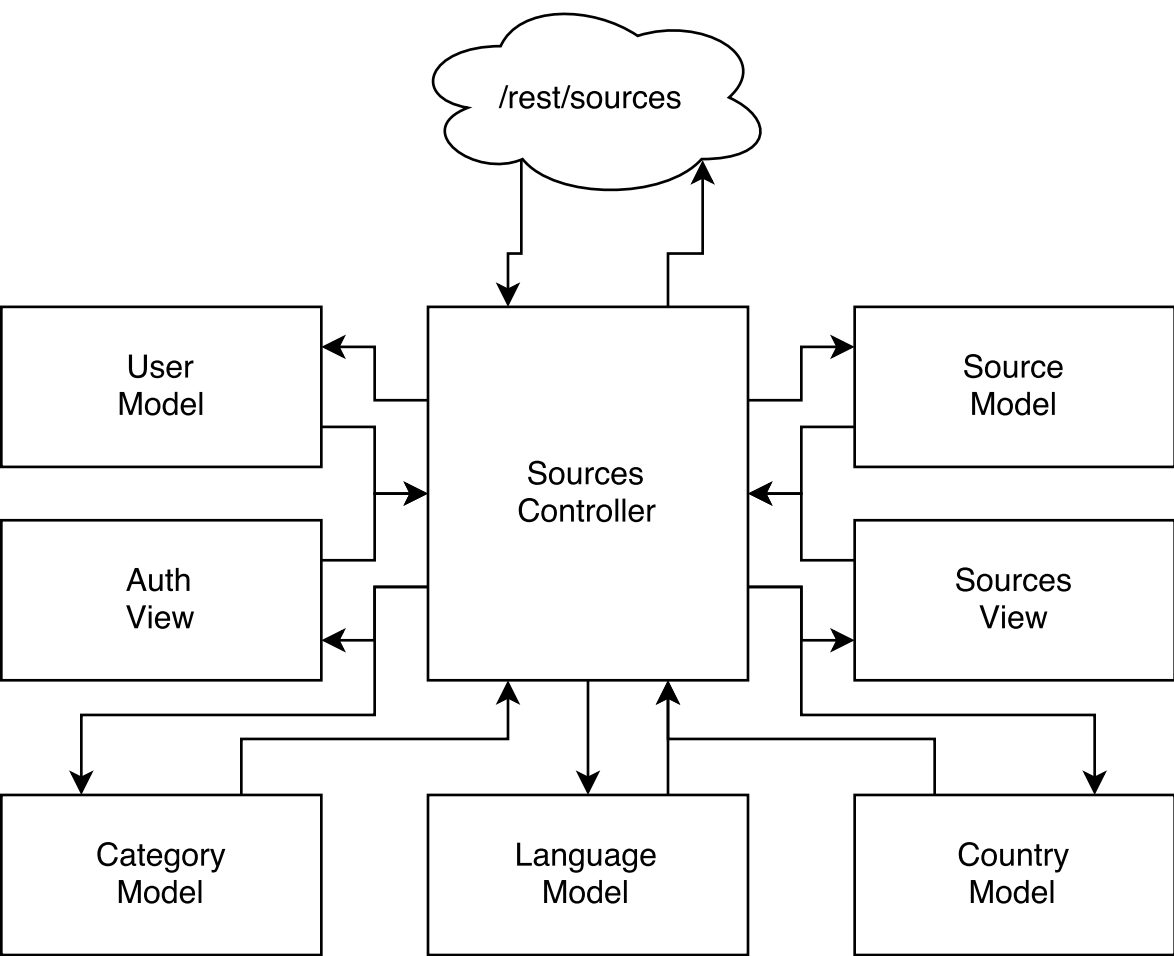 /rest/sources
User
Model
Source
Model
Sources
Controller
Auth
View
Sources
View
Category
Model
Language
Model
Country
Model